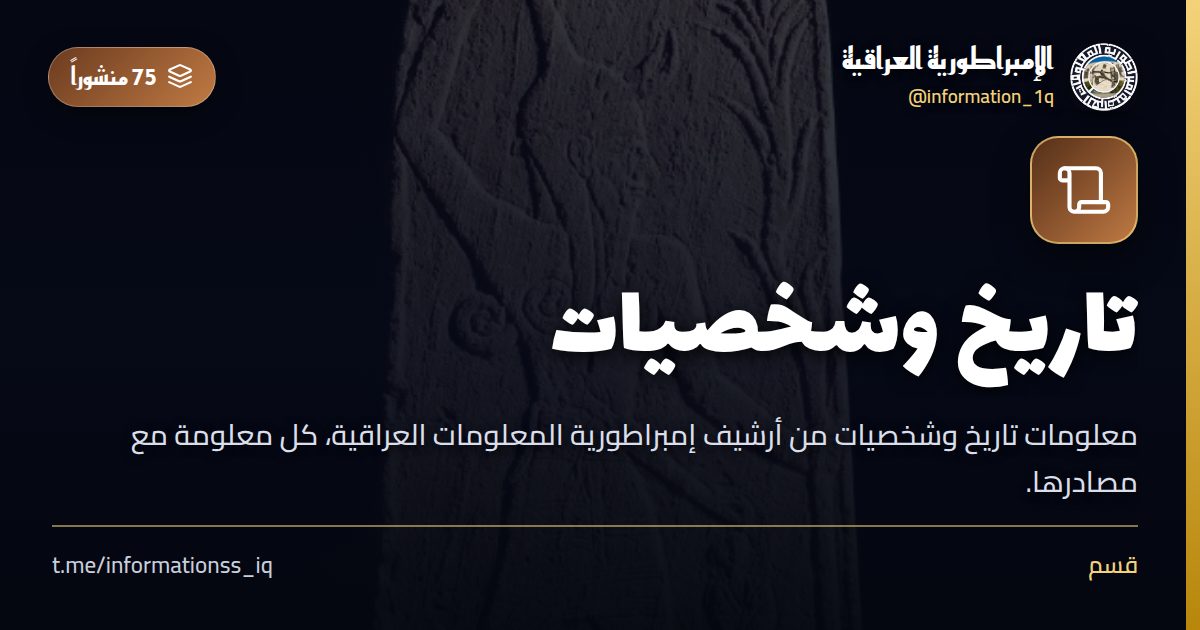 الإمبراطورية العراقية
@information_1q
75 منشوراً
تاريخ وشخصيات
معلومات تاريخ وشخصيات من أرشيف إمبراطورية المعلومات العراقية، كل معلومة مع
مصادرها.
قسم
t.me/informationss_iq